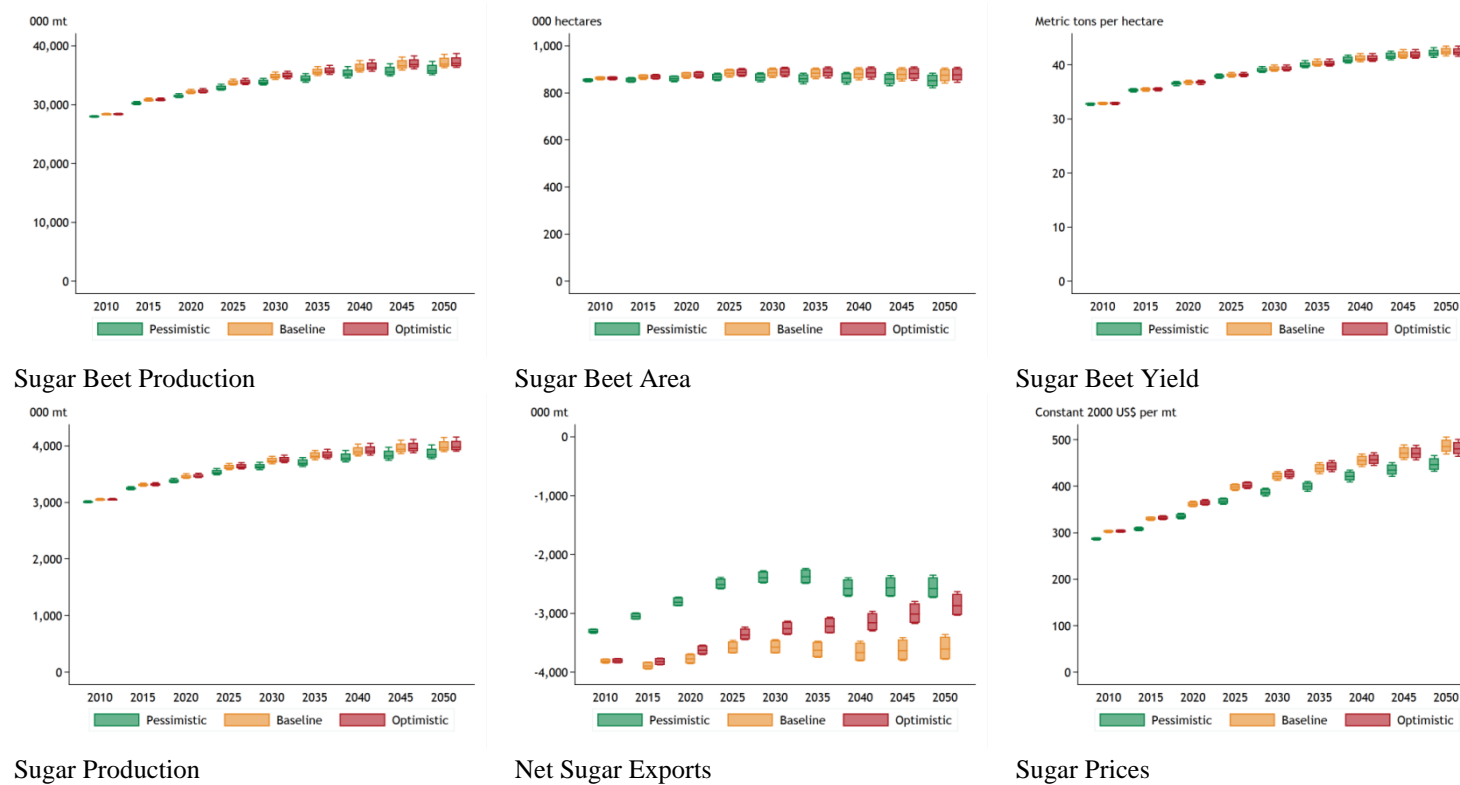 000 mt
40,000
30,000
20,000
10,000
0
2010 2015 2020 2025 2030 2035 2040 2045 2050
Pessimistic Baseline Optimistic
Sugar Beet Production
000 hectares
1,000
800
600
400
200
0
2010 2015 2020 2025 2030 2035 2040 2045 2050
Pessimistic Baseline Optimistic
Sugar Beet Area
Metric tons per hectare
40
30
20
10
0
2010 2015 2020 2025 2030 2035 2040 2045 2050
Pessimistic Baseline Optimistic
Sugar Beet Yield
000 mt
4,000
3,000
2,000
1,000
0
2010 2015 2020 2025 2030 2035 2040 2045 2050
Pessimistic Baseline Optimistic
Sugar Production
000 mt
0
-1,000
-2,000
-3,000
-4,000
2010 2015 2020 2025 2030 2035 2040 2045 2050
Pessimistic Baseline Optimistic
Net Sugar Exports
Constant 2000 US$ per mt
500
400
300
200
100
0
2010 2015 2020 2025 2030 2035 2040 2045 2050
Pessimistic Baseline Optimistic
Sugar Prices